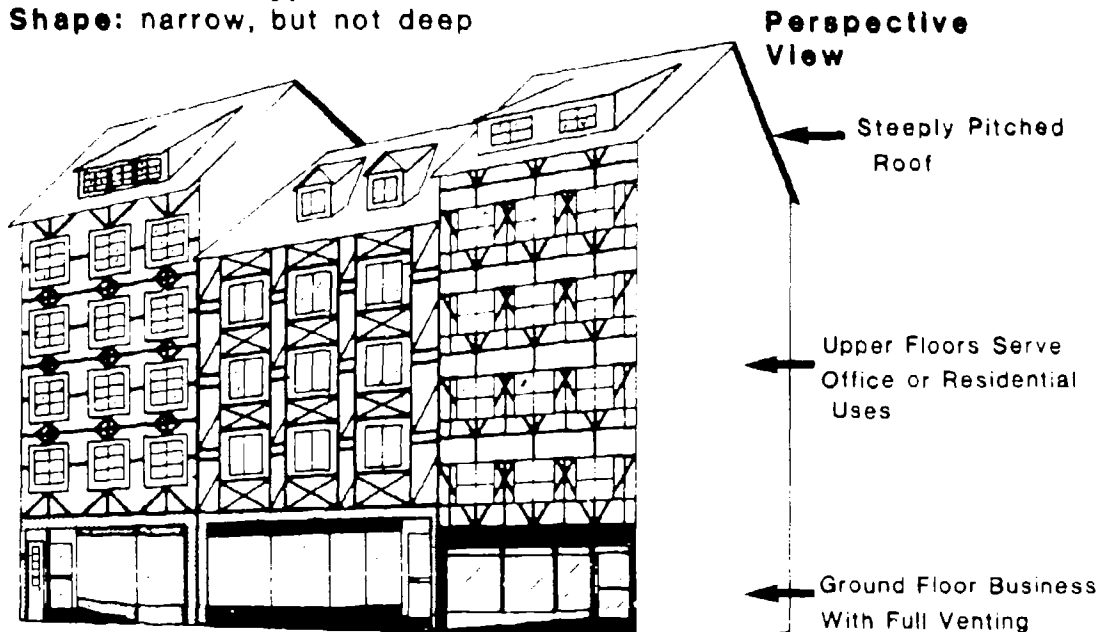 Shape: narrow, but not deep
Perspective
View
Steeply Pitched
Roof
Upper Floors Serve
Office or Residential
Uses
Ground Floor Business
With Full Venting